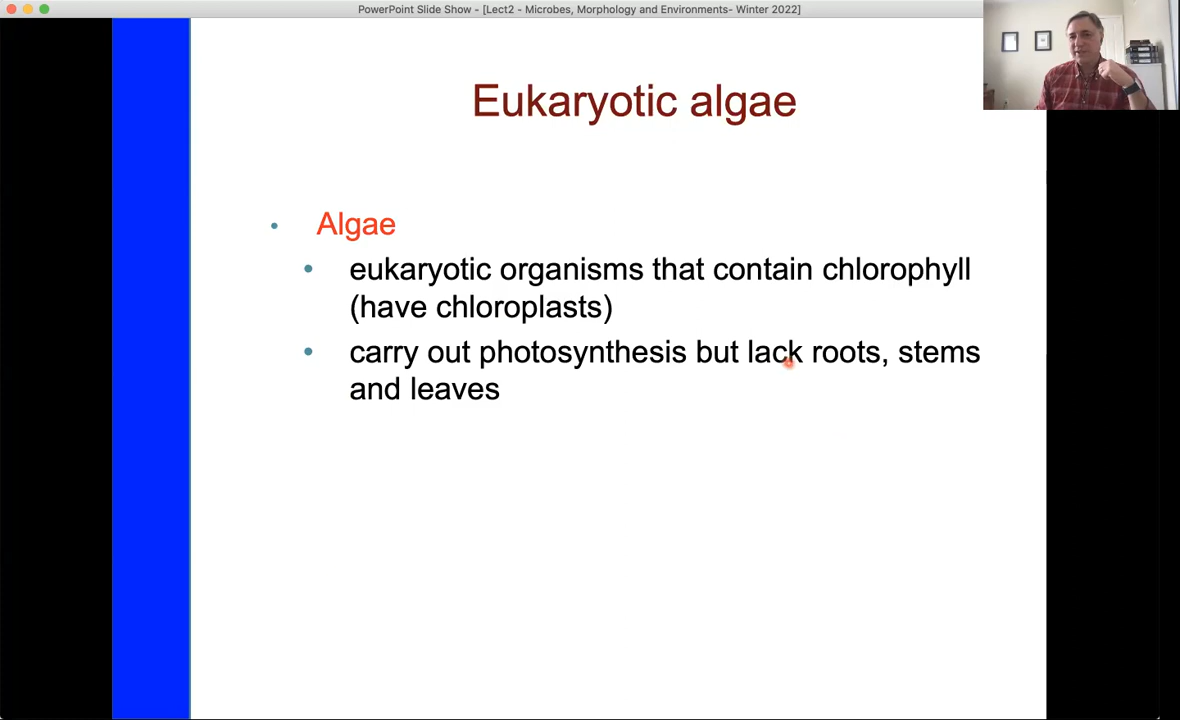 PowerPoint Slide Show - [Lect2 - Microbes, Morphology and Environments- Winter 2022]
Eukaryotic algae
• Algae
• eukaryotic organisms that contain chlorophyll
(have chloroplasts)
• carry out photosynthesis but lack roots, stems
and leaves